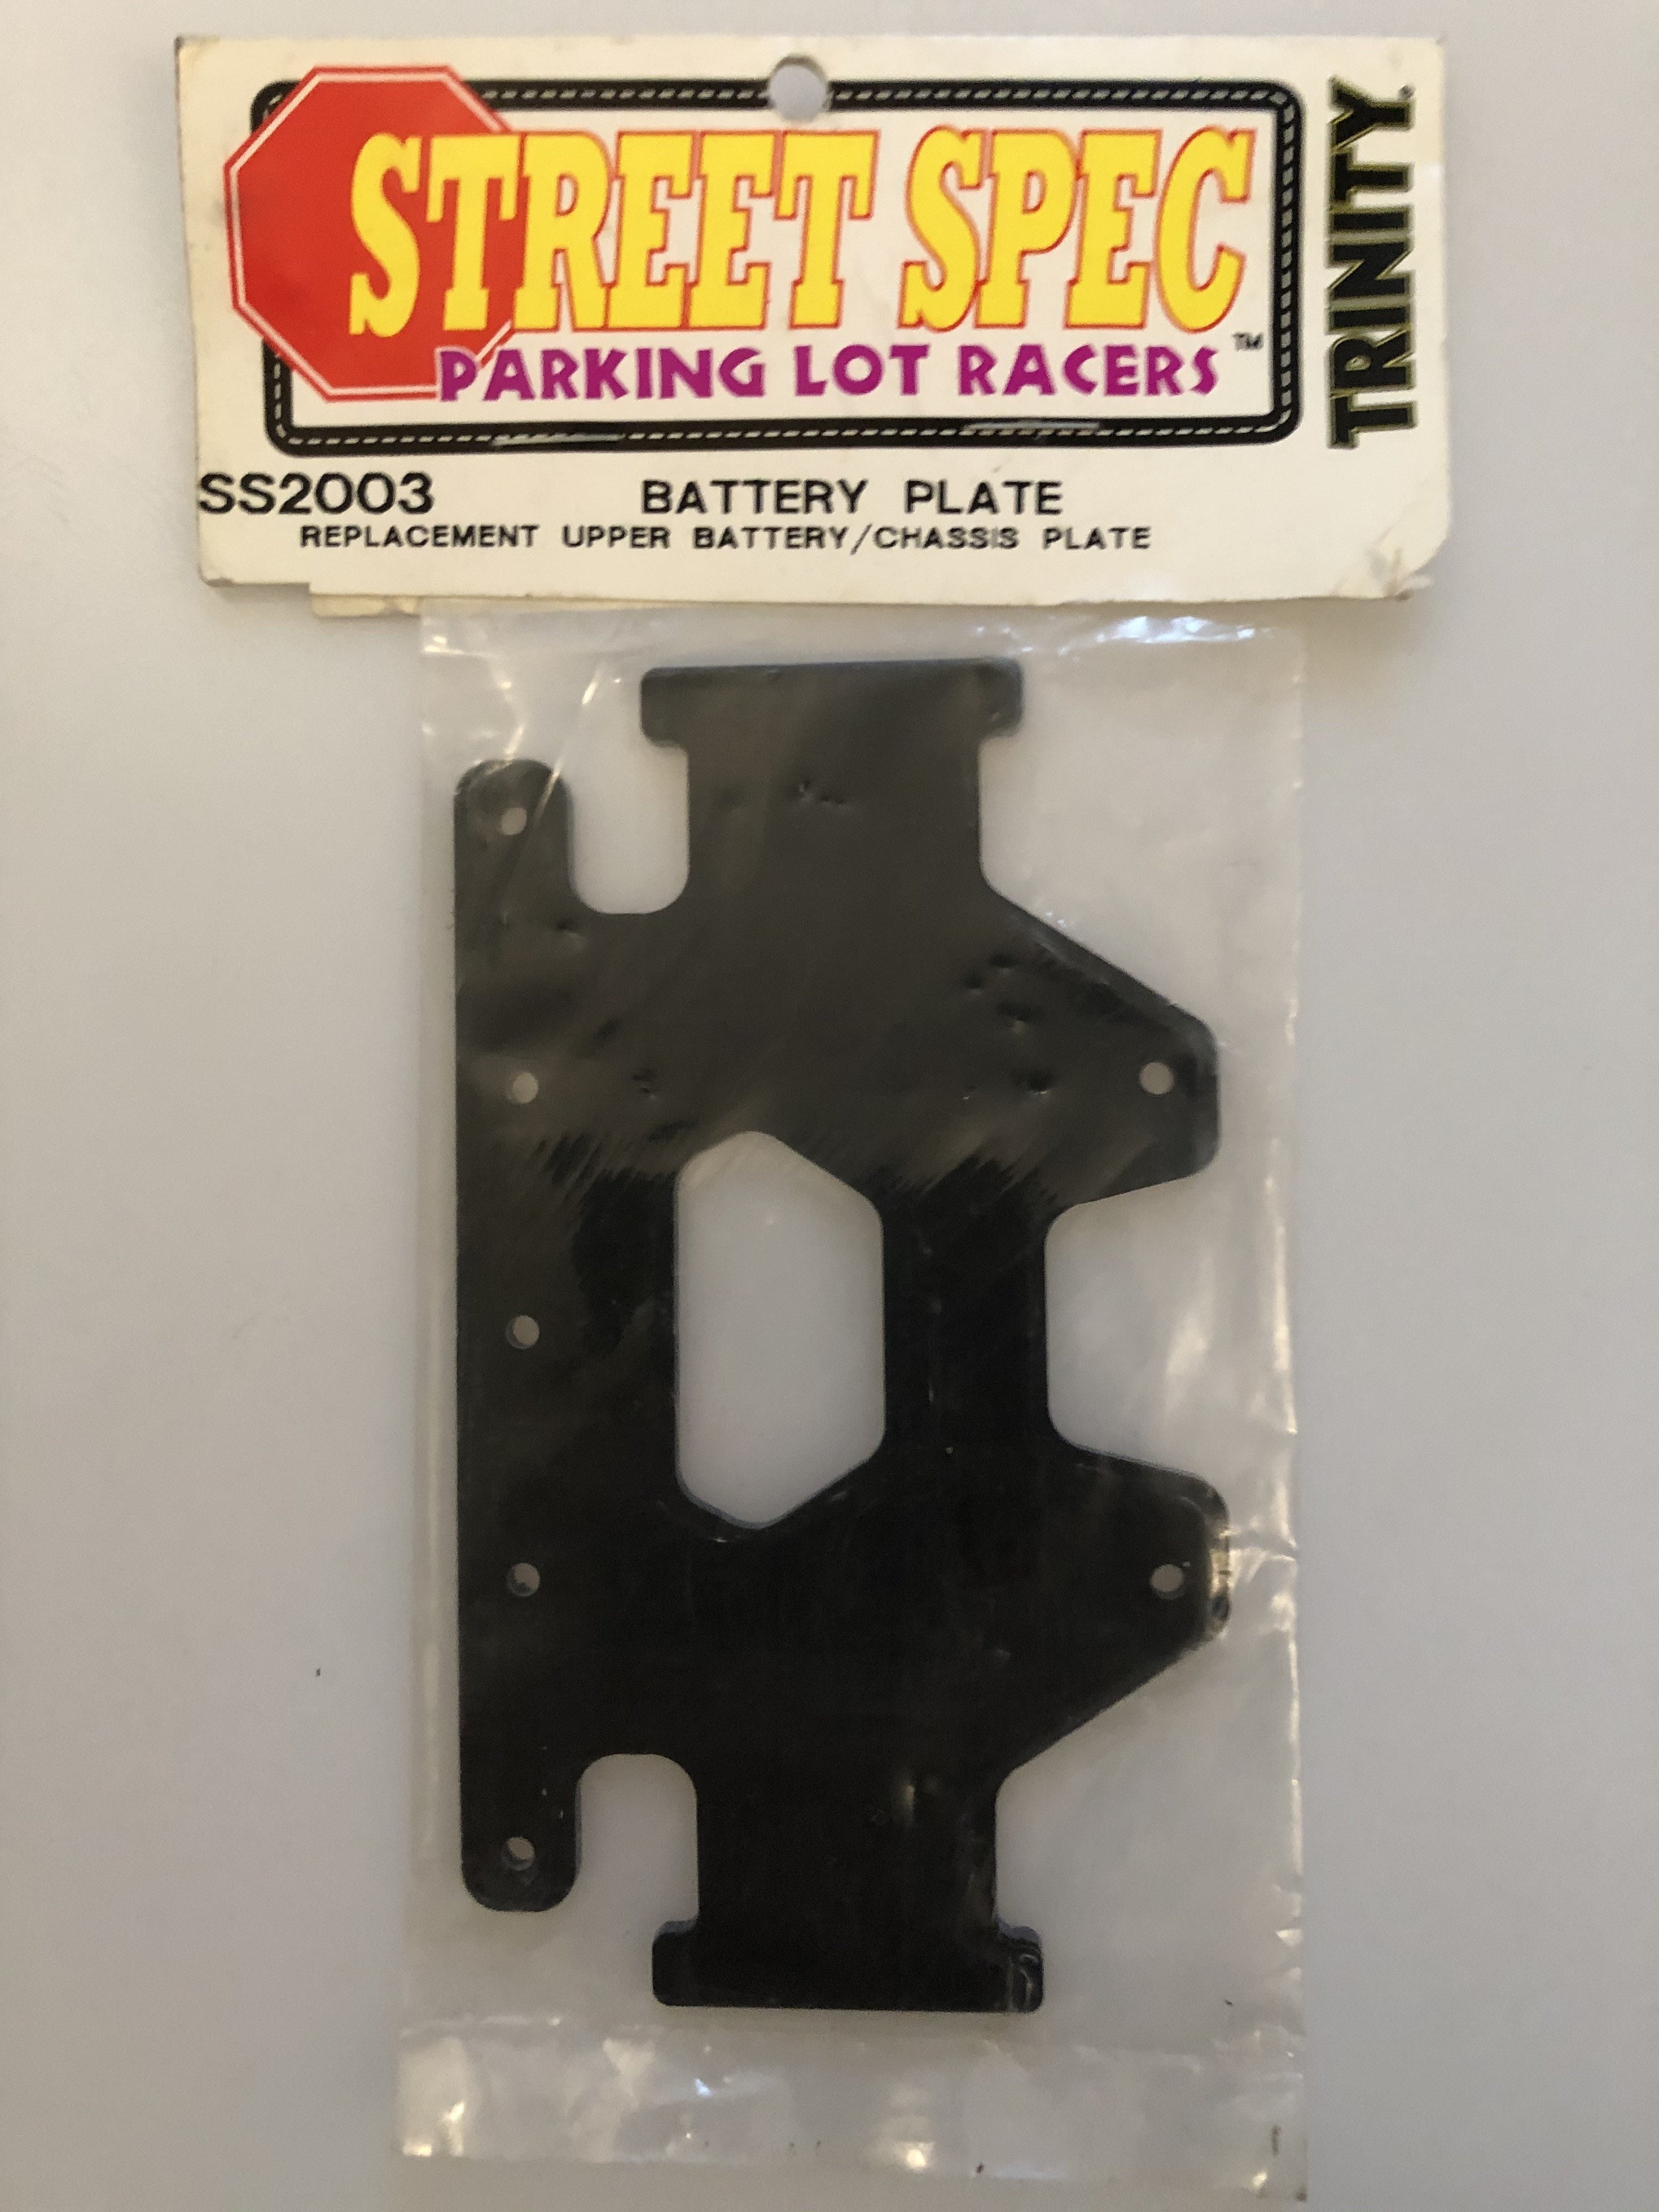 STREET SPEC
PARKING LOT RACERS™
TRINITY.
SS2003 BATTERY PLATE
REPLACEMENT UPPER BATTERY/CHASSIS PLATE